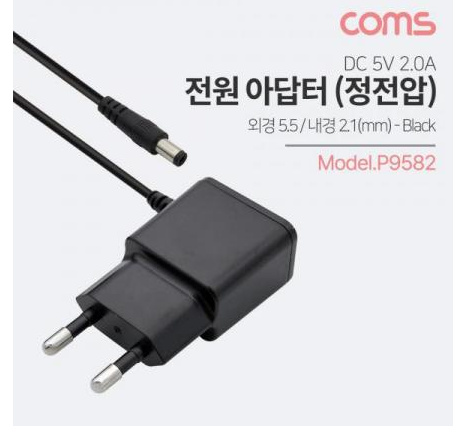 coms
DC 5V 2.0A
전원 아답터 (정전압)
외경 5.5 / 내경 2.1(mm) - Black
Model.P9582